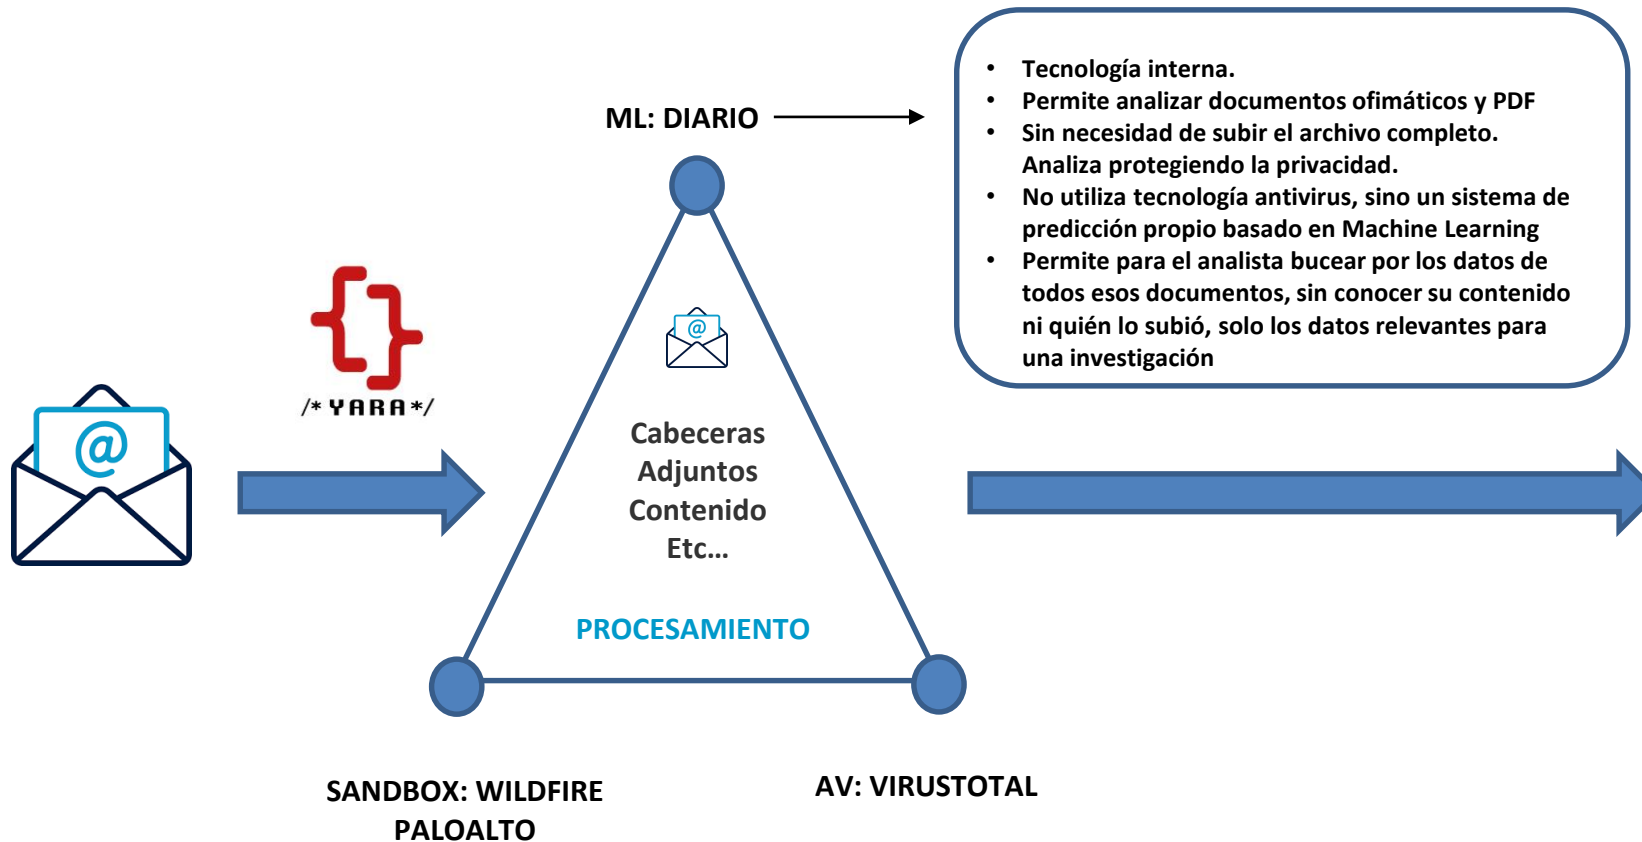 ML: DIARIO
• Tecnología interna.
• Permite analizar documentos ofimáticos y PDF
• Sin necesidad de subir el archivo completo.
Analiza protegiendo la privacidad.
• No utiliza tecnología antivirus, sino un sistema de
predicción propio basado en Machine Learning
• Permite para el analista bucear por los datos de
todos esos documentos, sin conocer su contenido
ni quién lo subió, solo los datos relevantes para
una investigación
{}
/*YARA*/
@
@
Cabeceras
Adjuntos
Contenido
Etc...
PROCESAMIENTO
SANDBOX: WILDFIRE
PALOALTO
AV: VIRUSTOTAL